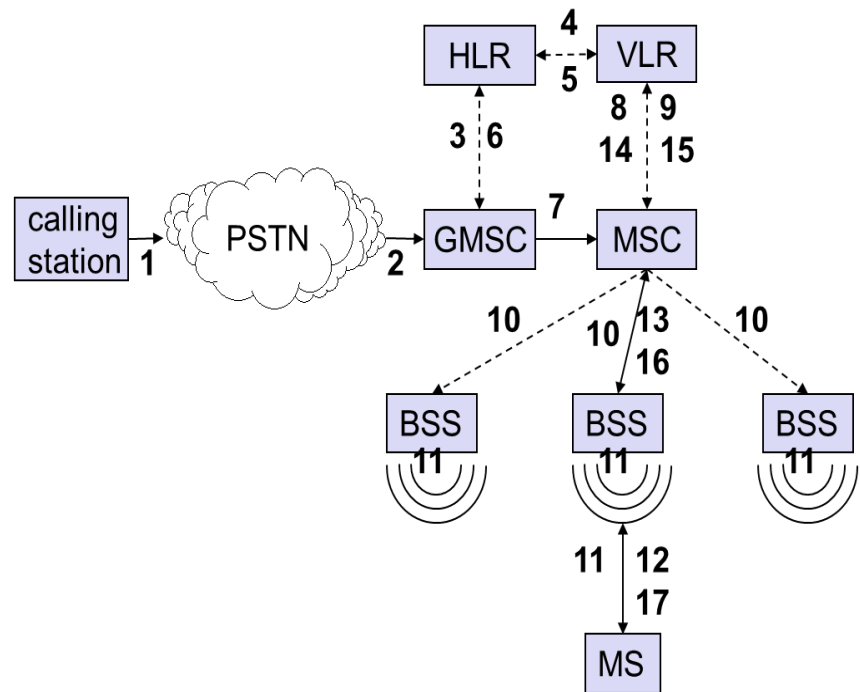 4
HLR
VLR
5
8 9
3 6
14 15
calling
station
PSTN
GMSC
7
MSC
1
2
10
10
13
10
16
BSS
BSS
BSS
11
11
11
11
12
17
MS